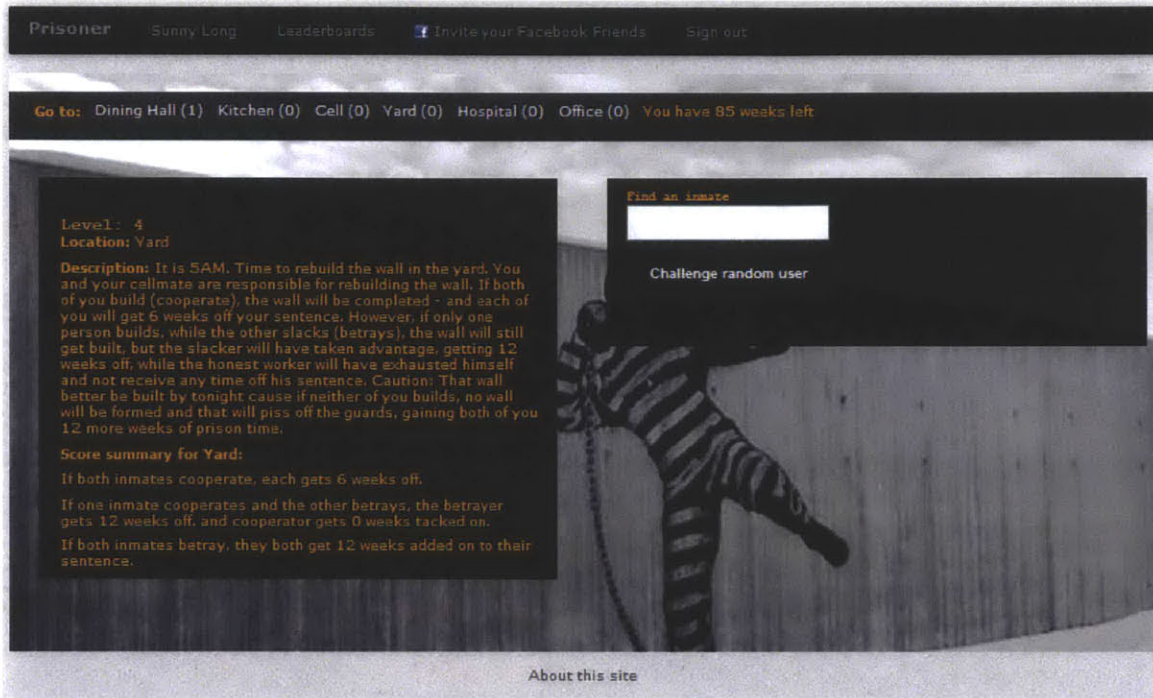 Prisoner Sunny Long Leaderboards Invite your Facebook Friends Sign out
Go to: Dining Hall (1) Kitchen (0) Cell (0) Yard (0) Hospital (0) Office (0) You have 85 weeks left
Level: 4
Location: Yard
Description: It is 5AM. Time to rebuild the wall in the yard. You
and your cellmate are responsible for rebuilding the wall. If both
of you build (cooperate), the wall will be completed - and each of
you will get 6 weeks off your sentence. However, if only one
person builds, while the other slacks (betrays), the wall will still
get built, but the slacker will have taken advantage, getting 12
weeks off, while the honest worker will have exhausted himself
and not receive any time off his sentence. Caution: That wall
better be built by tonight cause if neither of you builds, no wall
will be formed and that will piss off the guards, gaining both of you
12 more weeks of prison time.
Score summary for Yard:
If both inmates cooperate, each gets 6 weeks off.
If one inmate cooperates and the other betrays, the betrayer
gets 12 weeks off, and cooperator gets 0 weeks tacked on.
If both inmates betray, they both get 12 weeks added on to their
sentence.
Find an inmate
Challenge random user
About this site